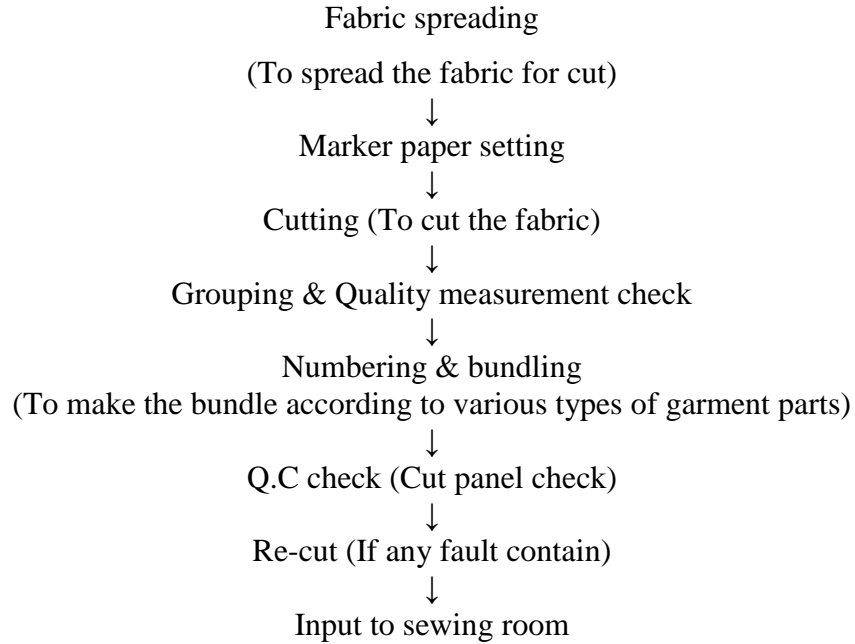 Fabric spreading
(To spread the fabric for cut)
↓
Marker paper setting
↓
Cutting (To cut the fabric)
↓
Grouping & Quality measurement check
↓
Numbering & bundling
(To make the bundle according to various types of garment parts)
↓
Q.C check (Cut panel check)
↓
Re-cut (If any fault contain)
↓
Input to sewing room